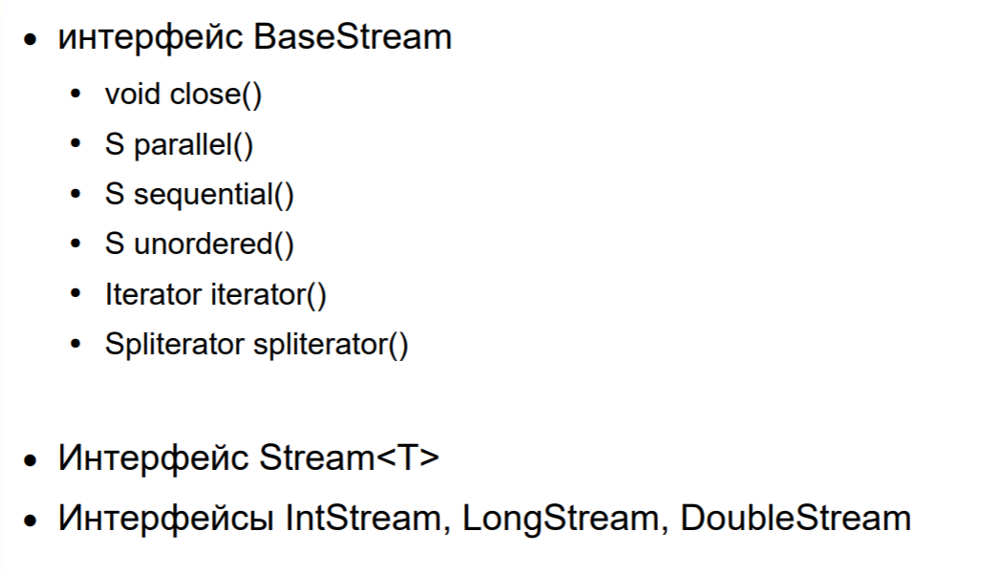 • интерфейс BaseStream
• void close()
• S parallel()
• S sequential()
• S unordered()
• Iterator iterator()
• Spliterator spliterator()
• Интерфейс Stream<T>
• Интерфейсы IntStream, LongStream, DoubleStream